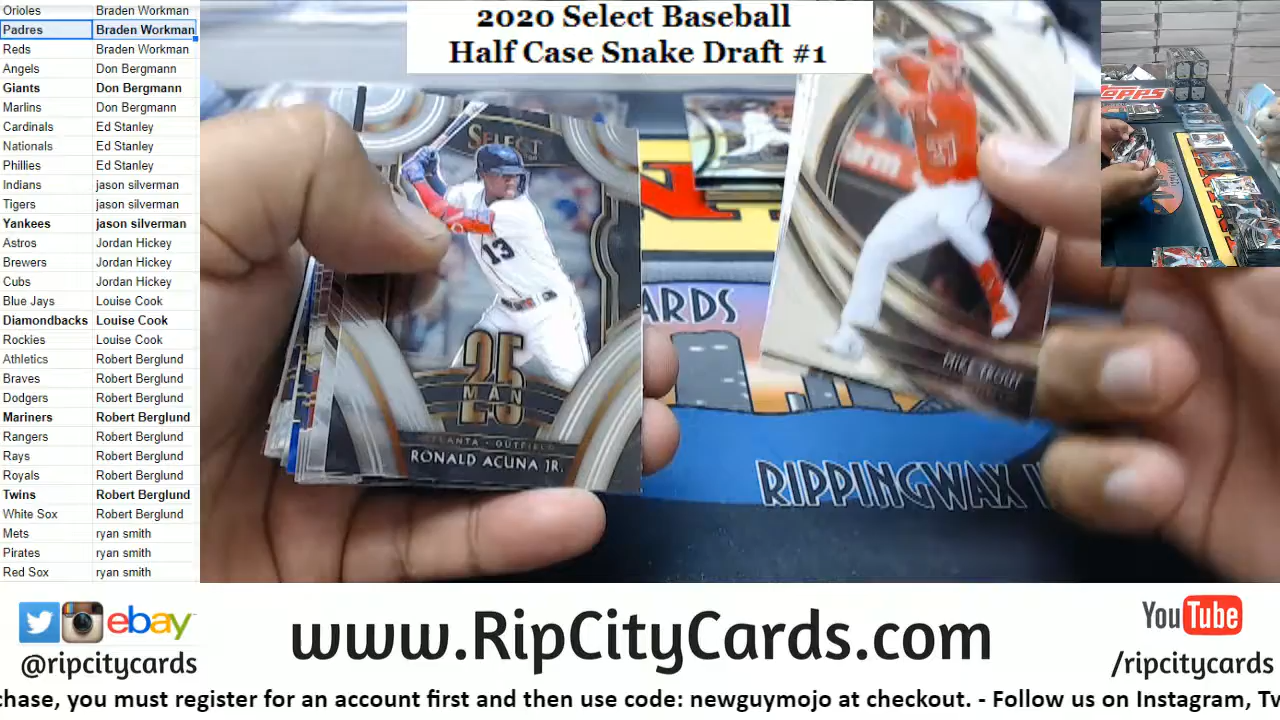 Orioles Braden Workman
Padres Braden Workman
Reds Braden Workman
Angels Don Bergmann
Giants Don Bergmann
Marlins Don Bergmann
Cardinals Ed Stanley
Nationals Ed Stanley
Phillies Ed Stanley
Indians jason silverman
Tigers jason silverman
Yankees jason silverman
Astros Jordan Hickey
Brewers Jordan Hickey
Cubs Jordan Hickey
Blue Jays Louise Cook
Diamondbacks Louise Cook
Rockies Louise Cook
Athletics Robert Berglund
Braves Robert Berglund
Dodgers Robert Berglund
Mariners Robert Berglund
Rangers Robert Berglund
Rays Robert Berglund
Royals Robert Berglund
Twins Robert Berglund
White Sox Robert Berglund
Mets ryan smith
Pirates ryan smith
Red Sox ryan smith
2020 Select Baseball
Half Case Snake Draft #1
SELECT
13
25
MAN
ATLANTA • OUTFIELD
RONALD ACUNA JR.
MIKE TROUT
ARDS
RIPPINGWAX
TOPPS
ebay
@ripcitycards
www.RipCityCards.com
YouTube
/ripcitycards
chase, you must register for an account first and then use code: newguymojo at checkout. - Follow us on Instagram, Tw